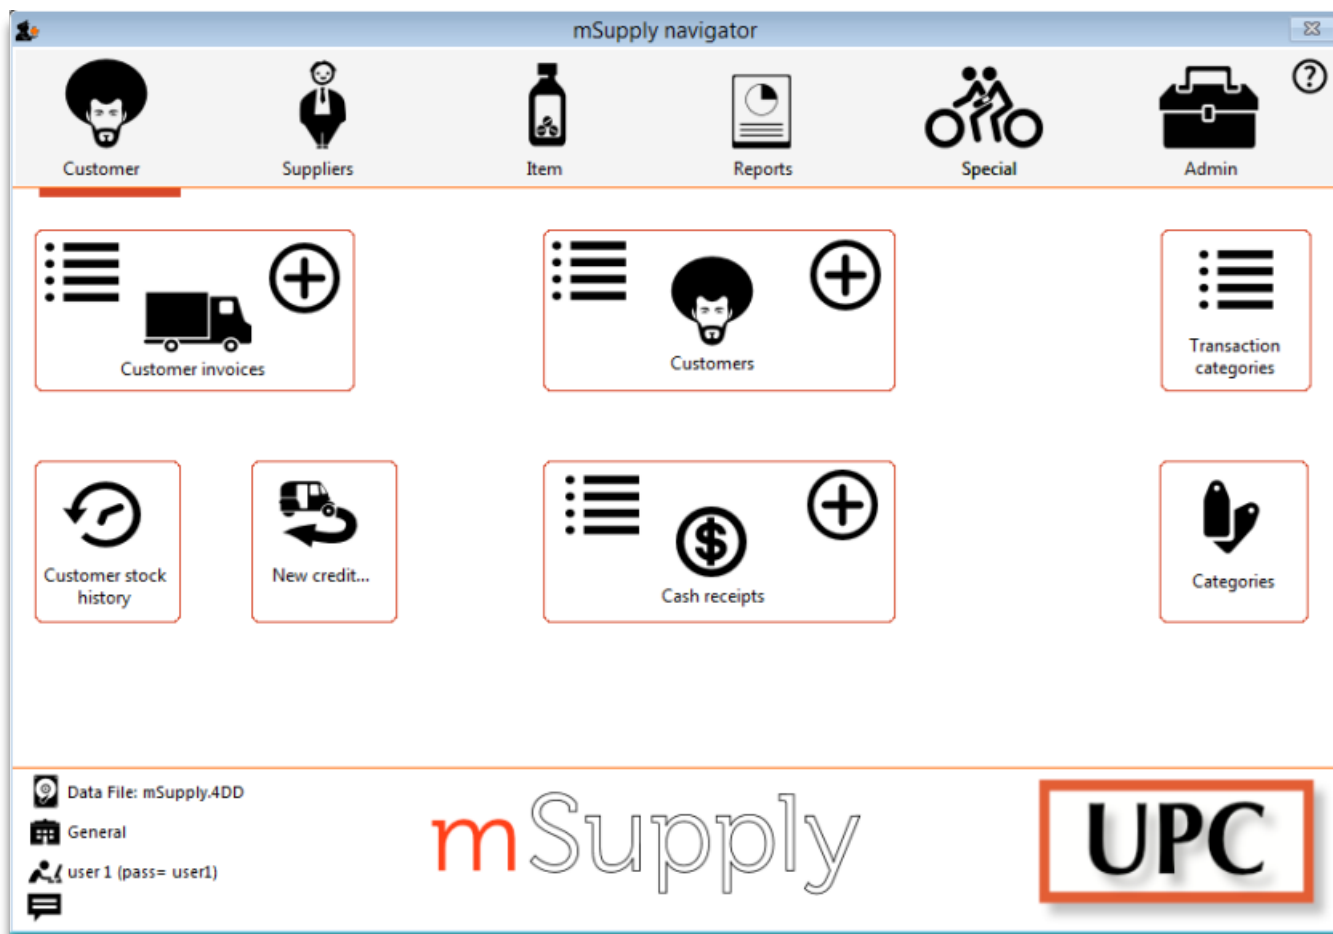 mSupply navigator
Customer
Suppliers
Item
Reports
Special
Admin
?
Customer invoices
Customers
Transaction
categories
Customer stock
history
New credit...
$
Cash receipts
Categories
Data File: mSupply.4DD
General
user 1 (pass= user1)
mSupply
UPC